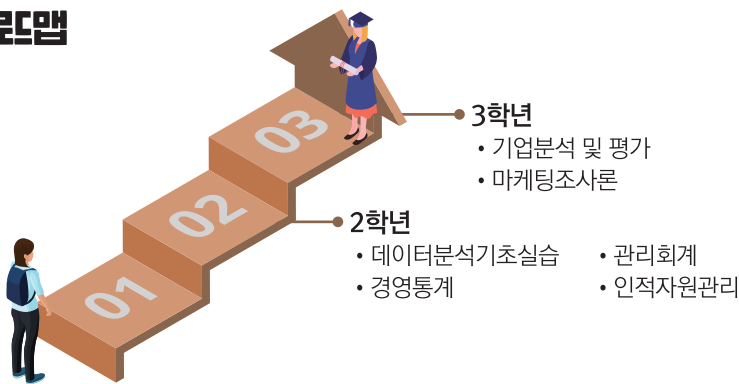 로드맵
03
3학년
• 기업분석 및 평가
• 마케팅조사론
02
2학년
• 데이터분석기초실습 • 관리회계
• 경영통계 • 인적자원관리
01